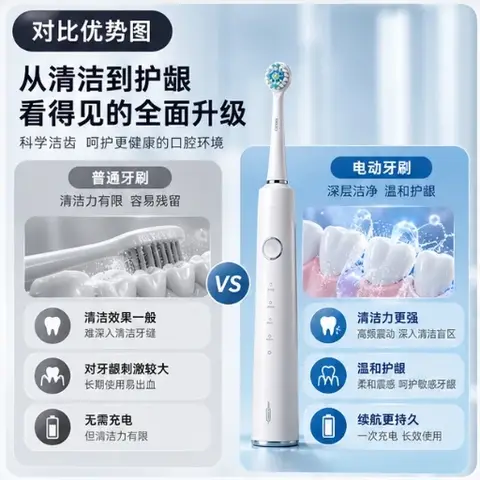 对比优势图
从清洁到护龈
看得见的全面升级
科学洁齿 呵护更健康的口腔环境
普通牙刷
清洁力有限 容易残留
清洁效果一般
难深入清洁牙缝
对牙龈刺激较大
长期使用易出血
无需充电
但清洁力有限
VS
电动牙刷
深层洁净 温和护龈
清洁力更强
高频震动 深入清洁盲区
温和护龈
柔和震感 呵护敏感牙龈
续航更持久
一次充电 长效使用